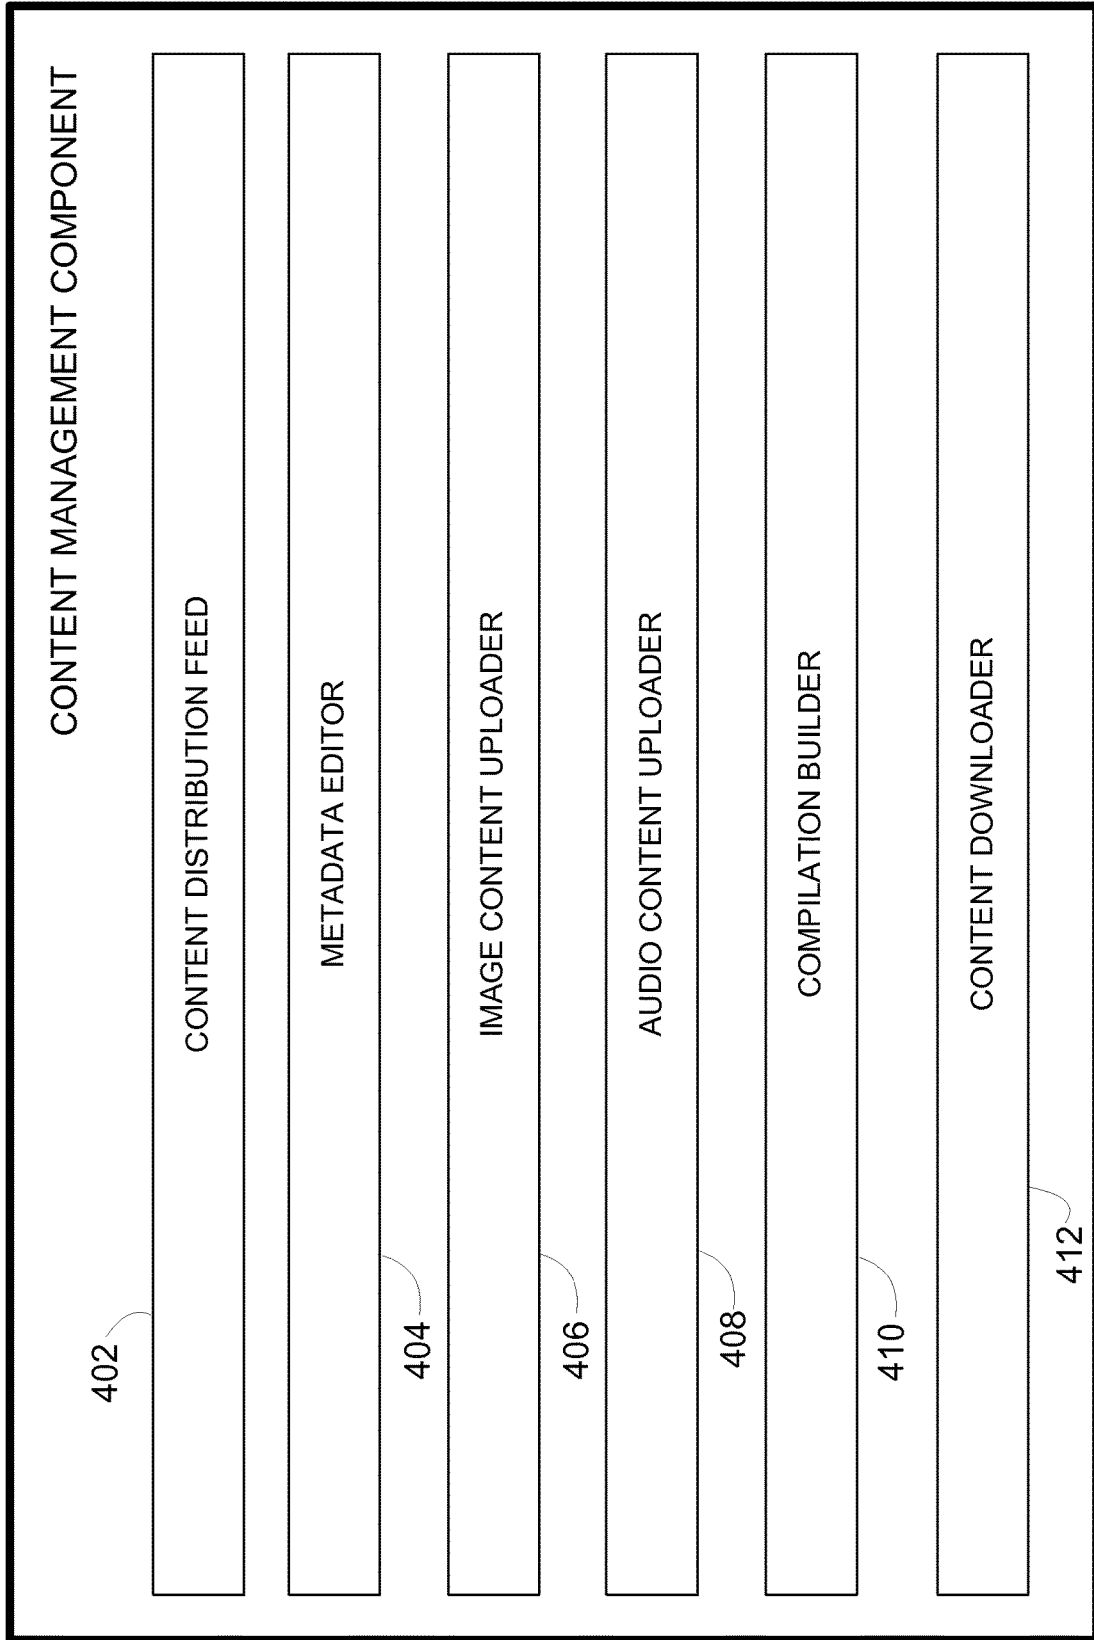 CONTENT MANAGEMENT COMPONENT
402
CONTENT DISTRIBUTION FEED
METADATA EDITOR
404
IMAGE CONTENT UPLOADER
406
AUDIO CONTENT UPLOADER
408
COMPILATION BUILDER
410
CONTENT DOWNLOADER
412